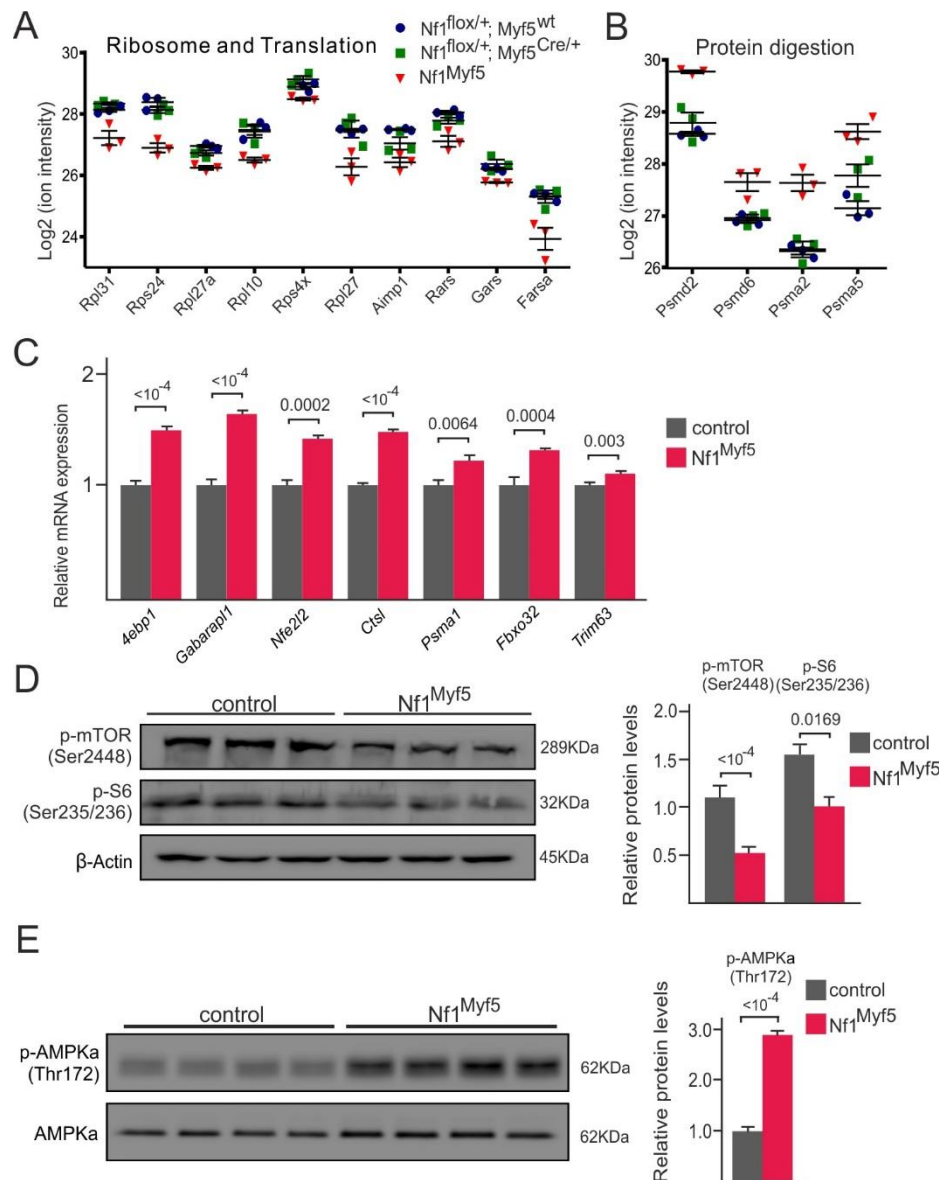 A
Ribosome and Translation
Nf1flox/+; Myf5wt
Nf1flox/+; Myf5Cre/+
Nf1Myf5
Log2 (ion intensity)
30
28
26
24
Rpl31
Rps24
Rpl27a
Rpl10
Rps4x
Rpl27
Aimp1
Rars
Gars
Farsa
B
Protein digestion
Log2 (ion intensity)
30
29
28
27
26
Psmd2
Psmd6
Psma2
Psma5
C
Relative mRNA expression
2
1
<10-4
<10-4
0.0002
<10-4
0.0064
0.0004
0.003
control
Nf1Myf5
4ebp1
Gabarapl1
Nfe2l2
Ctsl
Psma1
Fbxo32
Trim63
D
control
Nf1Myf5
p-mTOR
(Ser2448)
289KDa
p-S6
(Ser235/236)
32KDa
β-Actin
45KDa
p-mTOR
(Ser2448)
p-S6
(Ser235/236)
Relative protein levels
2.0
1.5
1.0
0.5
<10-4
0.0169
control
Nf1Myf5
E
control
Nf1Myf5
p-AMPKa
(Thr172)
62KDa
AMPKa
62KDa
p-AMPKa
(Thr172)
Relative protein levels
<10-4
3.0
2.0
1.0
control
Nf1Myf5